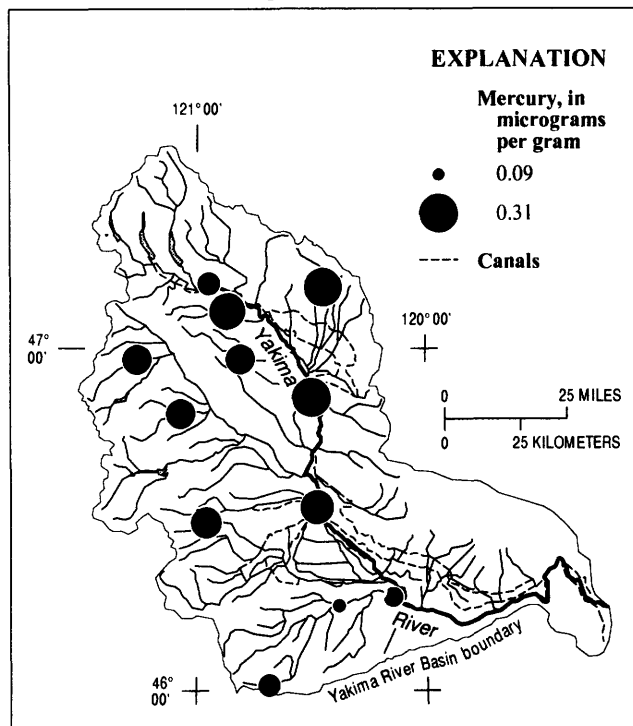 EXPLANATION
Mercury, in
micrograms
per gram
0.09
0.31
Canals
121° 00'
120° 00'
47°
00'
Yakima
0 25 MILES
0 25 KILOMETERS
River
Yakima River Basin boundary
46°
00'